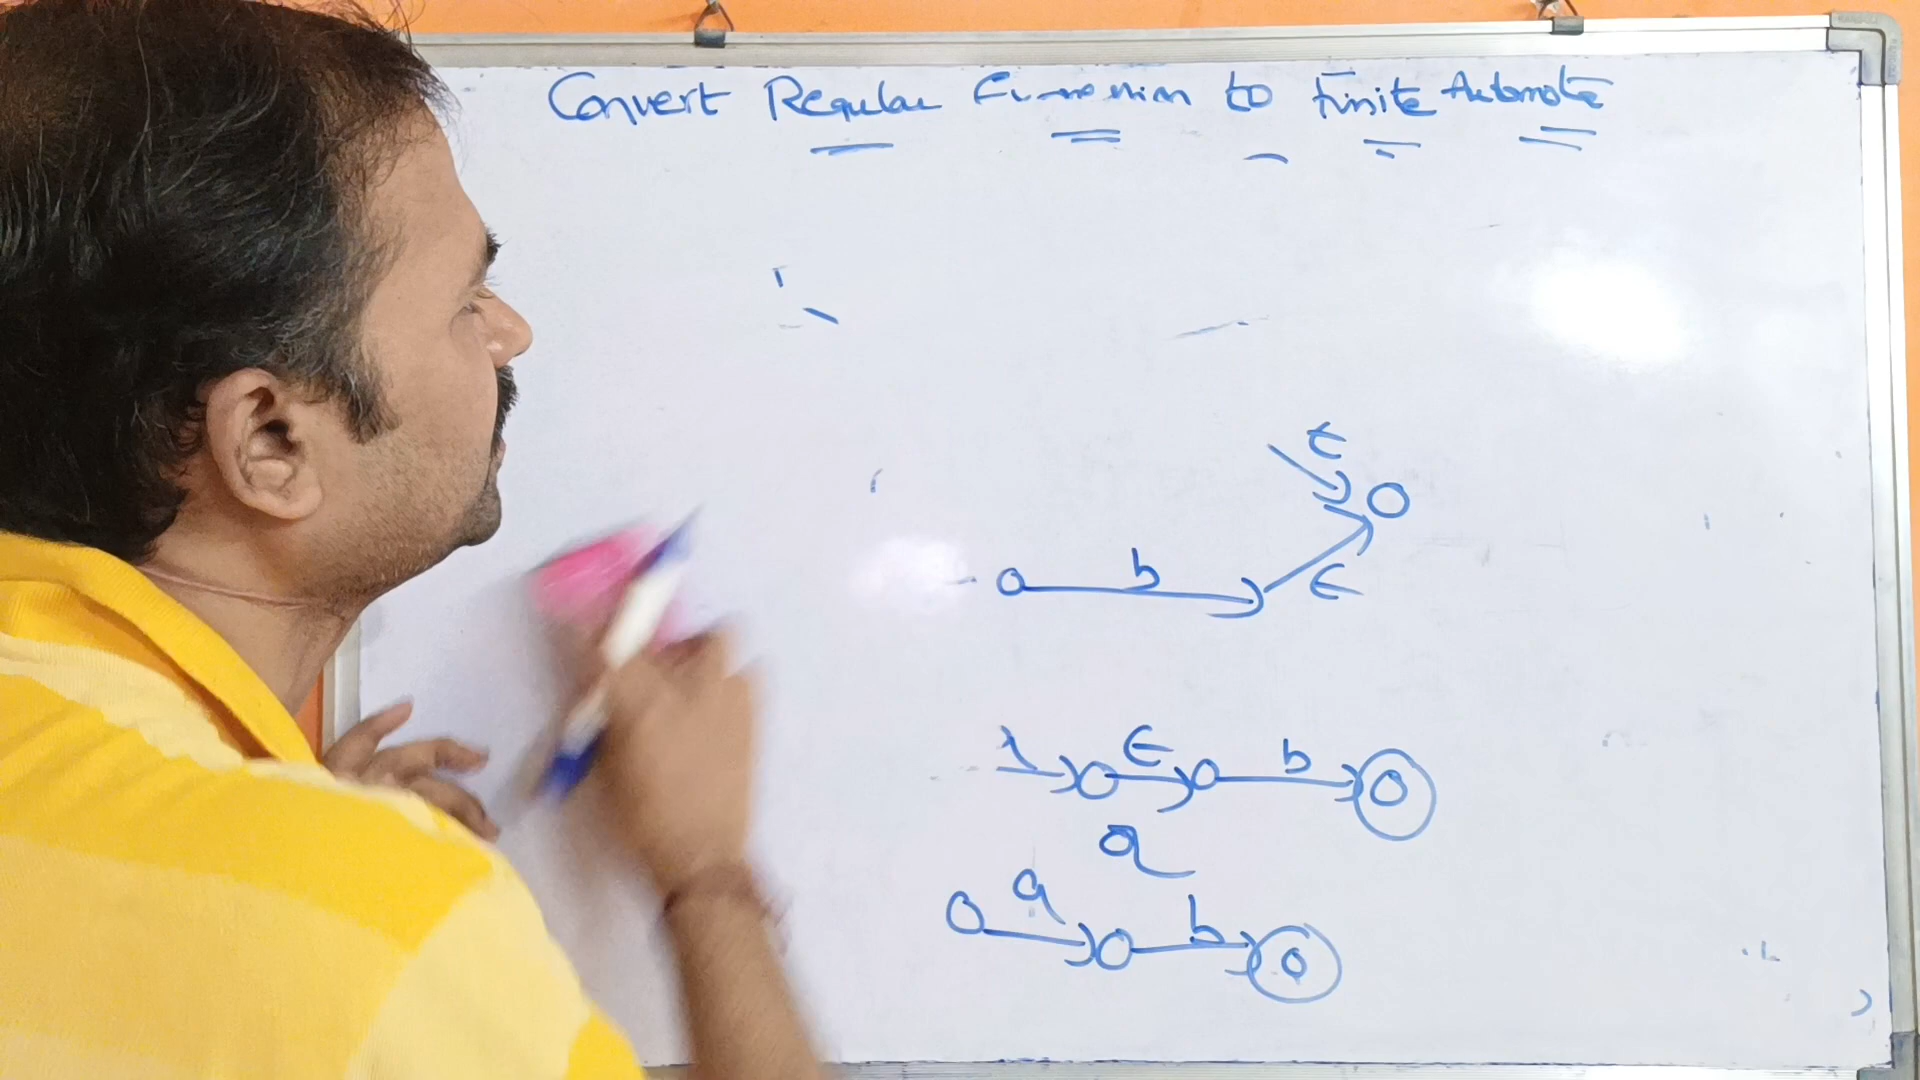 Convert Regular Expression to Finite Automata
ε
b
ε
ε
b
a
a
b